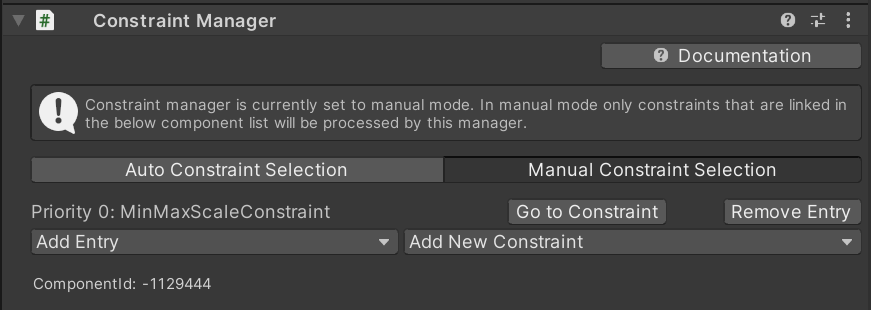 Constraint Manager
Documentation
Constraint manager is currently set to manual mode. In manual mode only constraints that are linked in
the below component list will be processed by this manager.
Auto Constraint Selection Manual Constraint Selection
Priority 0: MinMaxScaleConstraint Go to Constraint Remove Entry
Add Entry Add New Constraint
ComponentId: -1129444